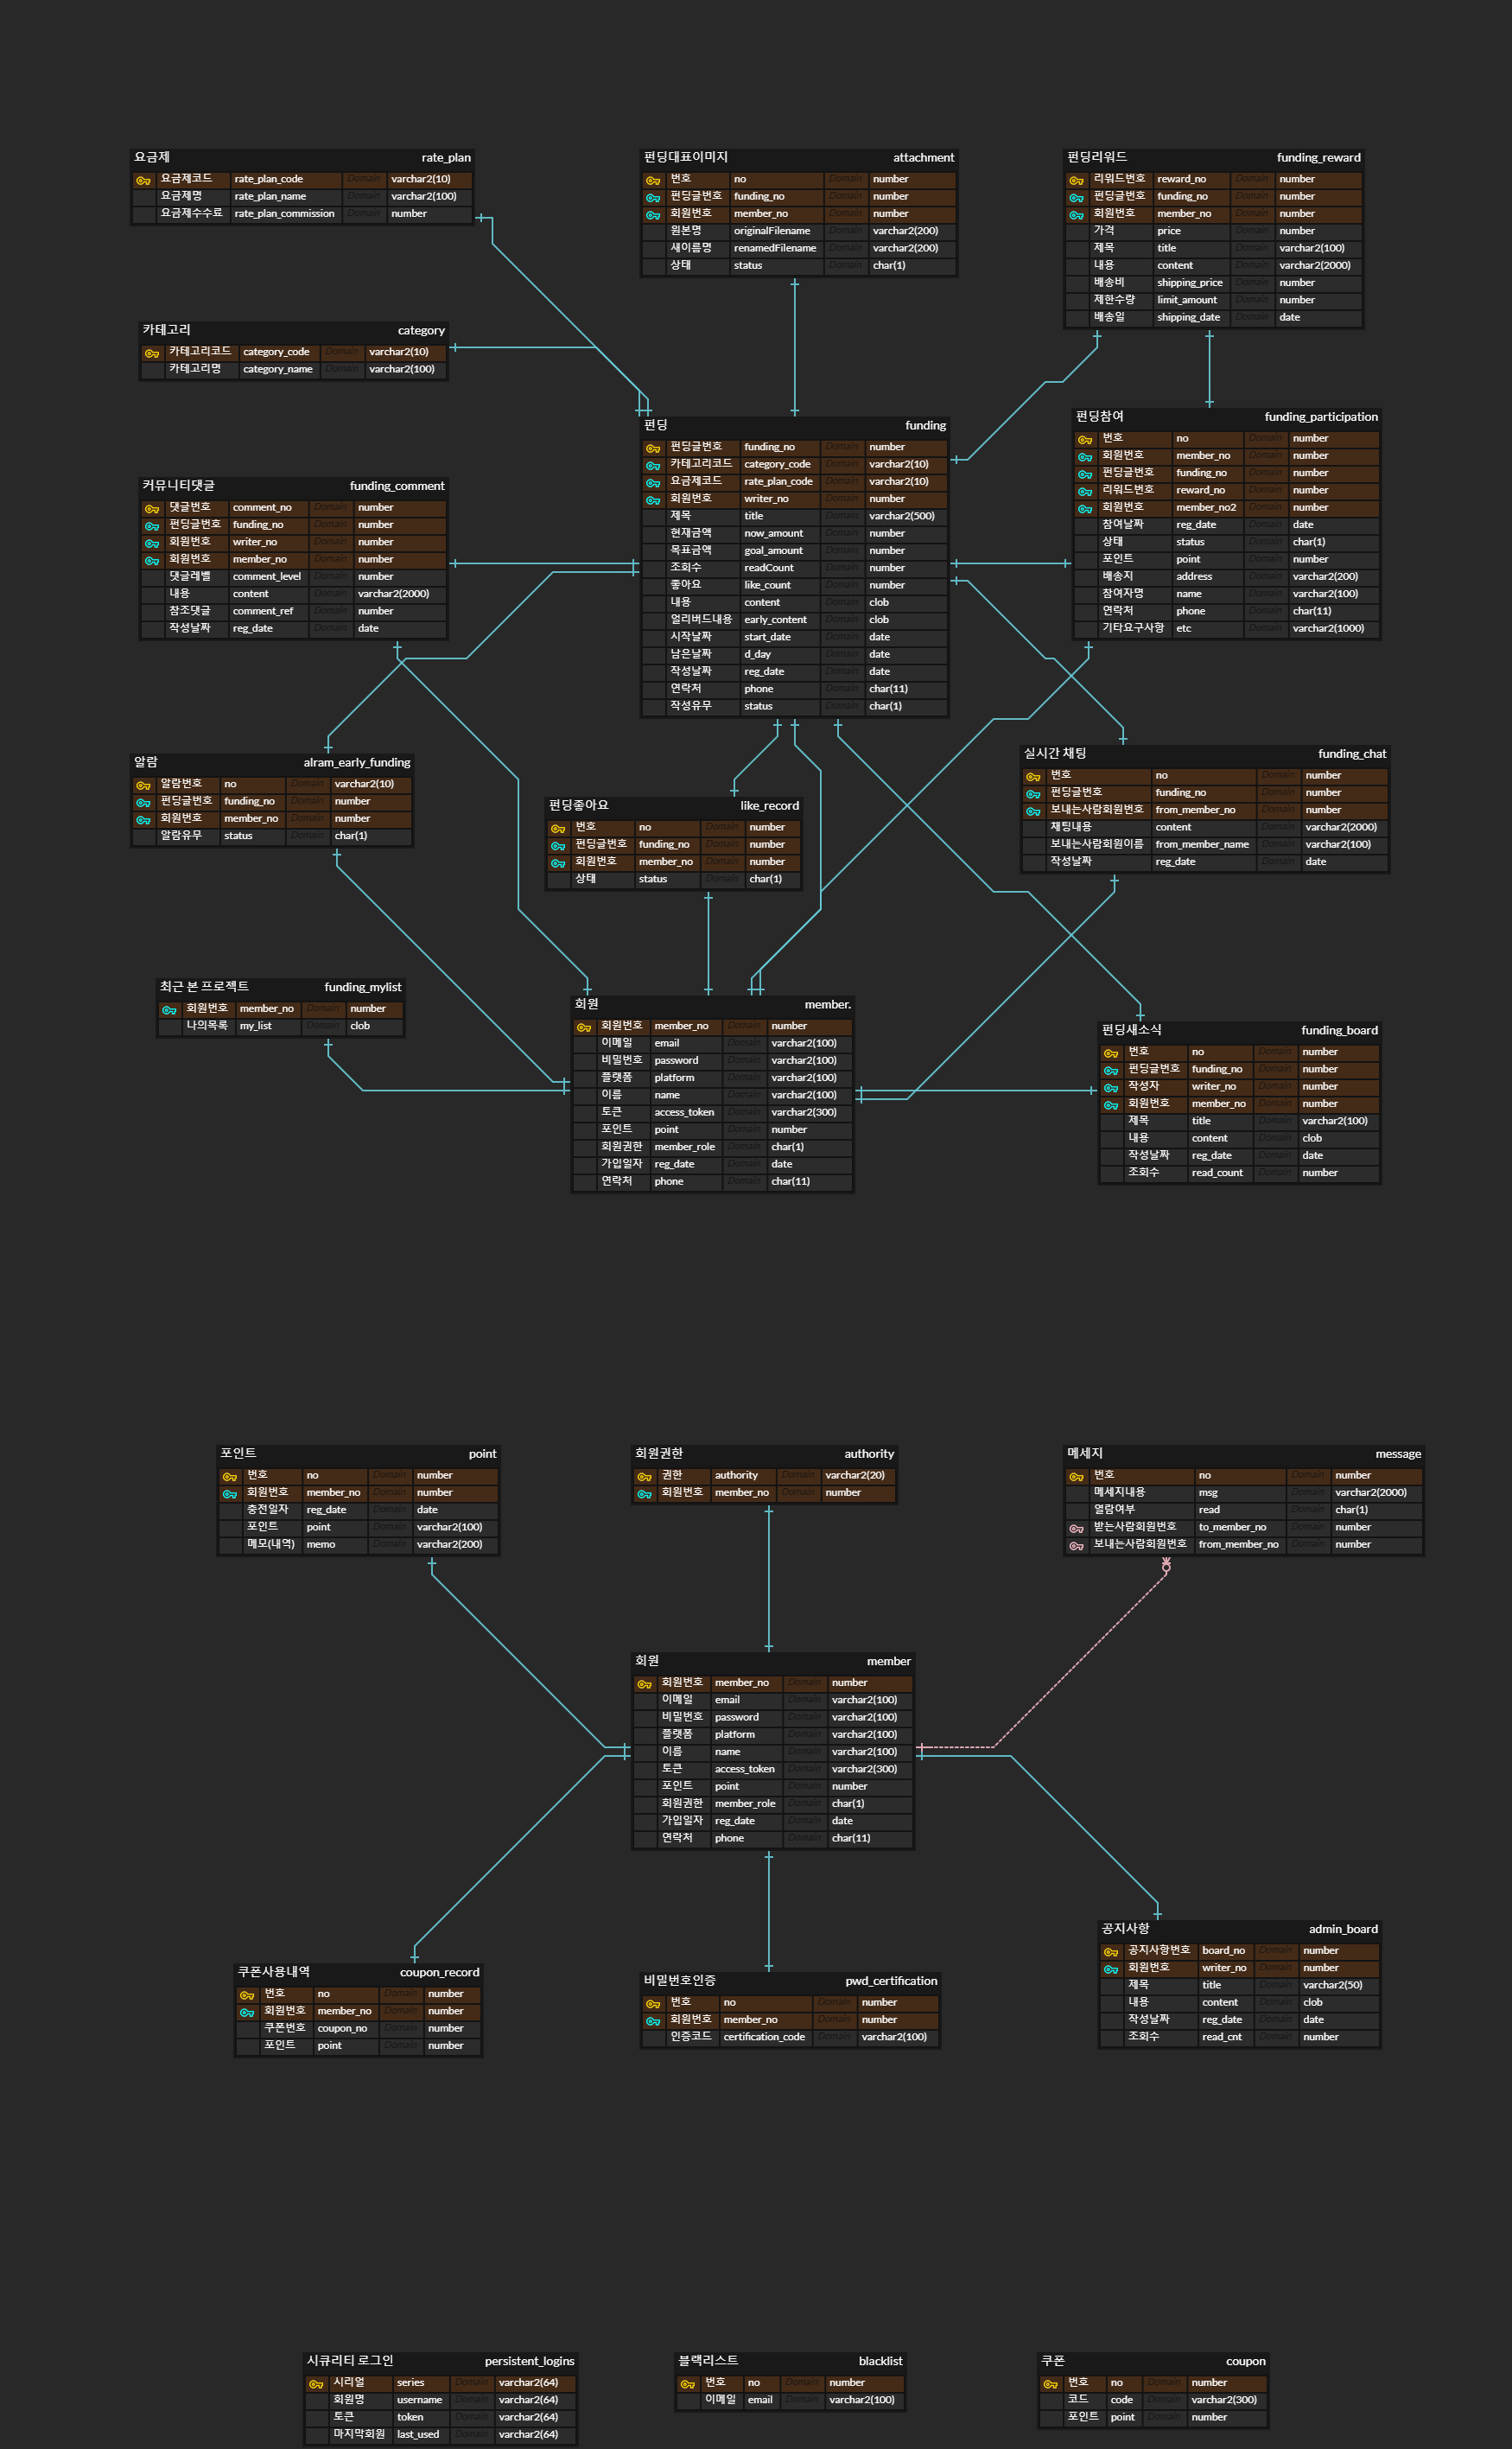 요금제 rate_plan
요금제코드 rate_plan_code Domain varchar2(10)
요금제명 rate_plan_name Domain varchar2(100)
요금제수수료 rate_plan_commission Domain number
펀딩대표이미지 attachment
번호 no Domain number
펀딩글번호 funding_no Domain number
회원번호 member_no Domain number
원본명 originalFilename Domain varchar2(200)
새이름명 renamedFilename Domain varchar2(200)
상태 status Domain char(1)
펀딩리워드 funding_reward
리워드번호 reward_no Domain number
펀딩글번호 funding_no Domain number
회원번호 member_no Domain number
가격 price Domain number
제목 title Domain varchar2(100)
내용 content Domain varchar2(2000)
배송비 shipping_price Domain number
제한수량 limit_amount Domain number
배송일 shipping_date Domain date
카테고리 category
카테고리코드 category_code Domain varchar2(10)
카테고리명 category_name Domain varchar2(100)
펀딩 funding
펀딩글번호 funding_no Domain number
카테고리코드 category_code Domain varchar2(10)
요금제코드 rate_plan_code Domain varchar2(10)
회원번호 writer_no Domain number
제목 title Domain varchar2(500)
현재금액 now_amount Domain number
목표금액 goal_amount Domain number
조회수 readCount Domain number
좋아요 like_count Domain number
내용 content Domain clob
얼리버드내용 early_content Domain clob
시작날짜 start_date Domain date
남은날짜 d_day Domain date
작성날짜 reg_date Domain date
연락처 phone Domain char(11)
작성유무 status Domain char(1)
펀딩참여 funding_participation
번호 no Domain number
회원번호 member_no Domain number
펀딩글번호 funding_no Domain number
리워드번호 reward_no Domain number
회원번호 member_no2 Domain number
참여날짜 reg_date Domain date
상태 status Domain char(1)
포인트 point Domain number
배송지 address Domain varchar2(200)
참여자명 name Domain varchar2(100)
연락처 phone Domain char(11)
기타요구사항 etc Domain varchar2(1000)
커뮤니티댓글 funding_comment
댓글번호 comment_no Domain number
펀딩글번호 funding_no Domain number
회원번호 writer_no Domain number
회원번호 member_no Domain number
댓글레벨 comment_level Domain number
내용 content Domain varchar2(2000)
참조댓글 comment_ref Domain number
작성날짜 reg_date Domain date
알람 alram_early_funding
알람번호 no Domain varchar2(10)
펀딩글번호 funding_no Domain number
회원번호 member_no Domain number
알람유무 status Domain char(1)
펀딩좋아요 like_record
번호 no Domain number
펀딩글번호 funding_no Domain number
회원번호 member_no Domain number
상태 status Domain char(1)
실시간 채팅 funding_chat
번호 no Domain number
펀딩글번호 funding_no Domain number
보내는사람회원번호 from_member_no Domain number
채팅내용 content Domain varchar2(2000)
보내는사람회원이름 from_member_name Domain varchar2(100)
작성날짜 reg_date Domain date
최근 본 프로젝트 funding_mylist
회원번호 member_no Domain number
나의목록 my_list Domain clob
회원 member.
회원번호 member_no Domain number
이메일 email Domain varchar2(100)
비밀번호 password Domain varchar2(100)
플랫폼 platform Domain varchar2(100)
이름 name Domain varchar2(100)
토큰 access_token Domain varchar2(300)
포인트 point Domain number
회원권한 member_role Domain char(1)
가입일자 reg_date Domain date
연락처 phone Domain char(11)
펀딩새소식 funding_board
번호 no Domain number
펀딩글번호 funding_no Domain number
작성자 writer_no Domain number
회원번호 member_no Domain number
제목 title Domain varchar2(100)
내용 content Domain clob
작성날짜 reg_date Domain date
조회수 read_count Domain number
포인트 point
번호 no Domain number
회원번호 member_no Domain number
충전일자 reg_date Domain date
포인트 point Domain varchar2(100)
메모(내역) memo Domain varchar2(200)
회원권한 authority
권한 authority Domain varchar2(20)
회원번호 member_no Domain number
메세지 message
번호 no Domain number
메세지내용 msg Domain varchar2(2000)
열람여부 read Domain char(1)
받는사람회원번호 to_member_no Domain number
보내는사람회원번호 from_member_no Domain number
회원 member
회원번호 member_no Domain number
이메일 email Domain varchar2(100)
비밀번호 password Domain varchar2(100)
플랫폼 platform Domain varchar2(100)
이름 name Domain varchar2(100)
토큰 access_token Domain varchar2(300)
포인트 point Domain number
회원권한 member_role Domain char(1)
가입일자 reg_date Domain date
연락처 phone Domain char(11)
쿠폰사용내역 coupon_record
번호 no Domain number
회원번호 member_no Domain number
쿠폰번호 coupon_no Domain number
포인트 point Domain number
비밀번호인증 pwd_certification
번호 no Domain number
회원번호 member_no Domain number
인증코드 certification_code Domain varchar2(100)
공지사항 admin_board
공지사항번호 board_no Domain number
회원번호 writer_no Domain number
제목 title Domain varchar2(50)
내용 content Domain clob
작성날짜 reg_date Domain date
조회수 read_cnt Domain number
시큐리티 로그인 persistent_logins
시리얼 series Domain varchar2(64)
회원명 username Domain varchar2(64)
토큰 token Domain varchar2(64)
마지막회원 last_used Domain varchar2(64)
블랙리스트 blacklist
번호 no Domain number
이메일 email Domain varchar2(100)
쿠폰 coupon
번호 no Domain number
코드 code Domain varchar2(300)
포인트 point Domain number